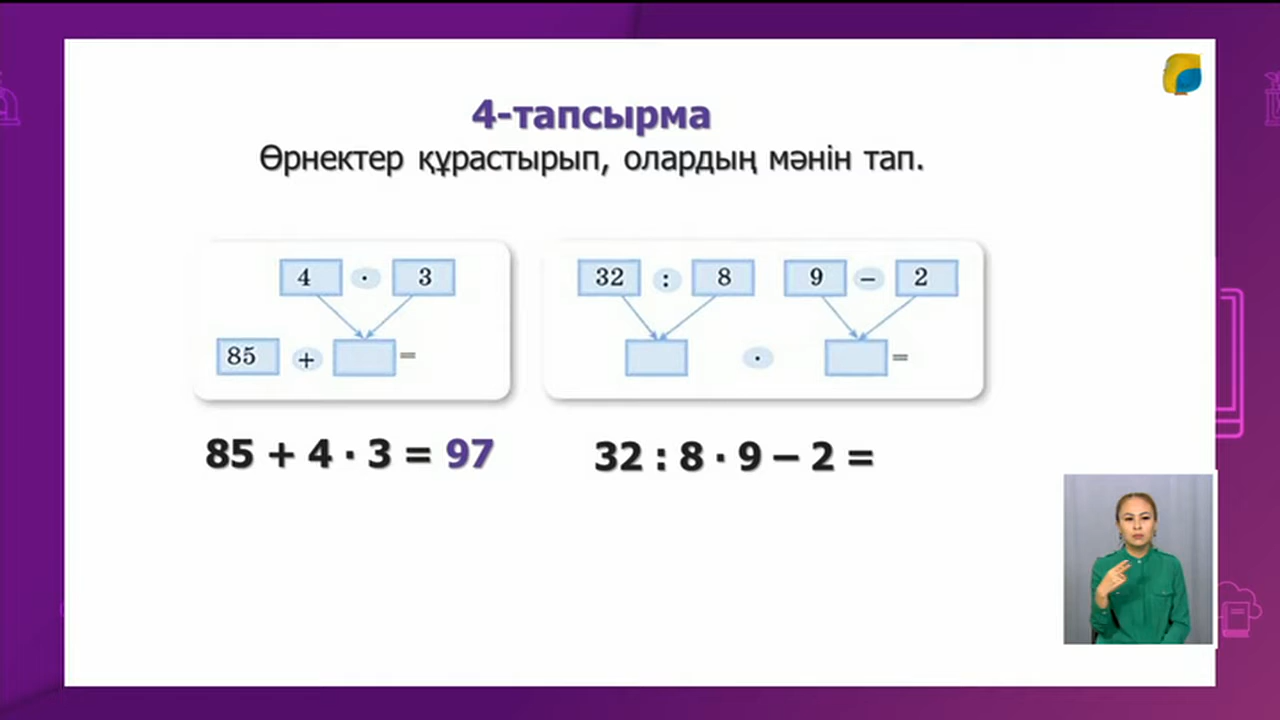 4-тапсырма
Өрнектер құрастырып, олардың мәнін тап.
4 · 3
85 + =
32 : 8 9 – 2
· =
85 + 4 · 3 = 97
32 : 8 · 9 – 2 =